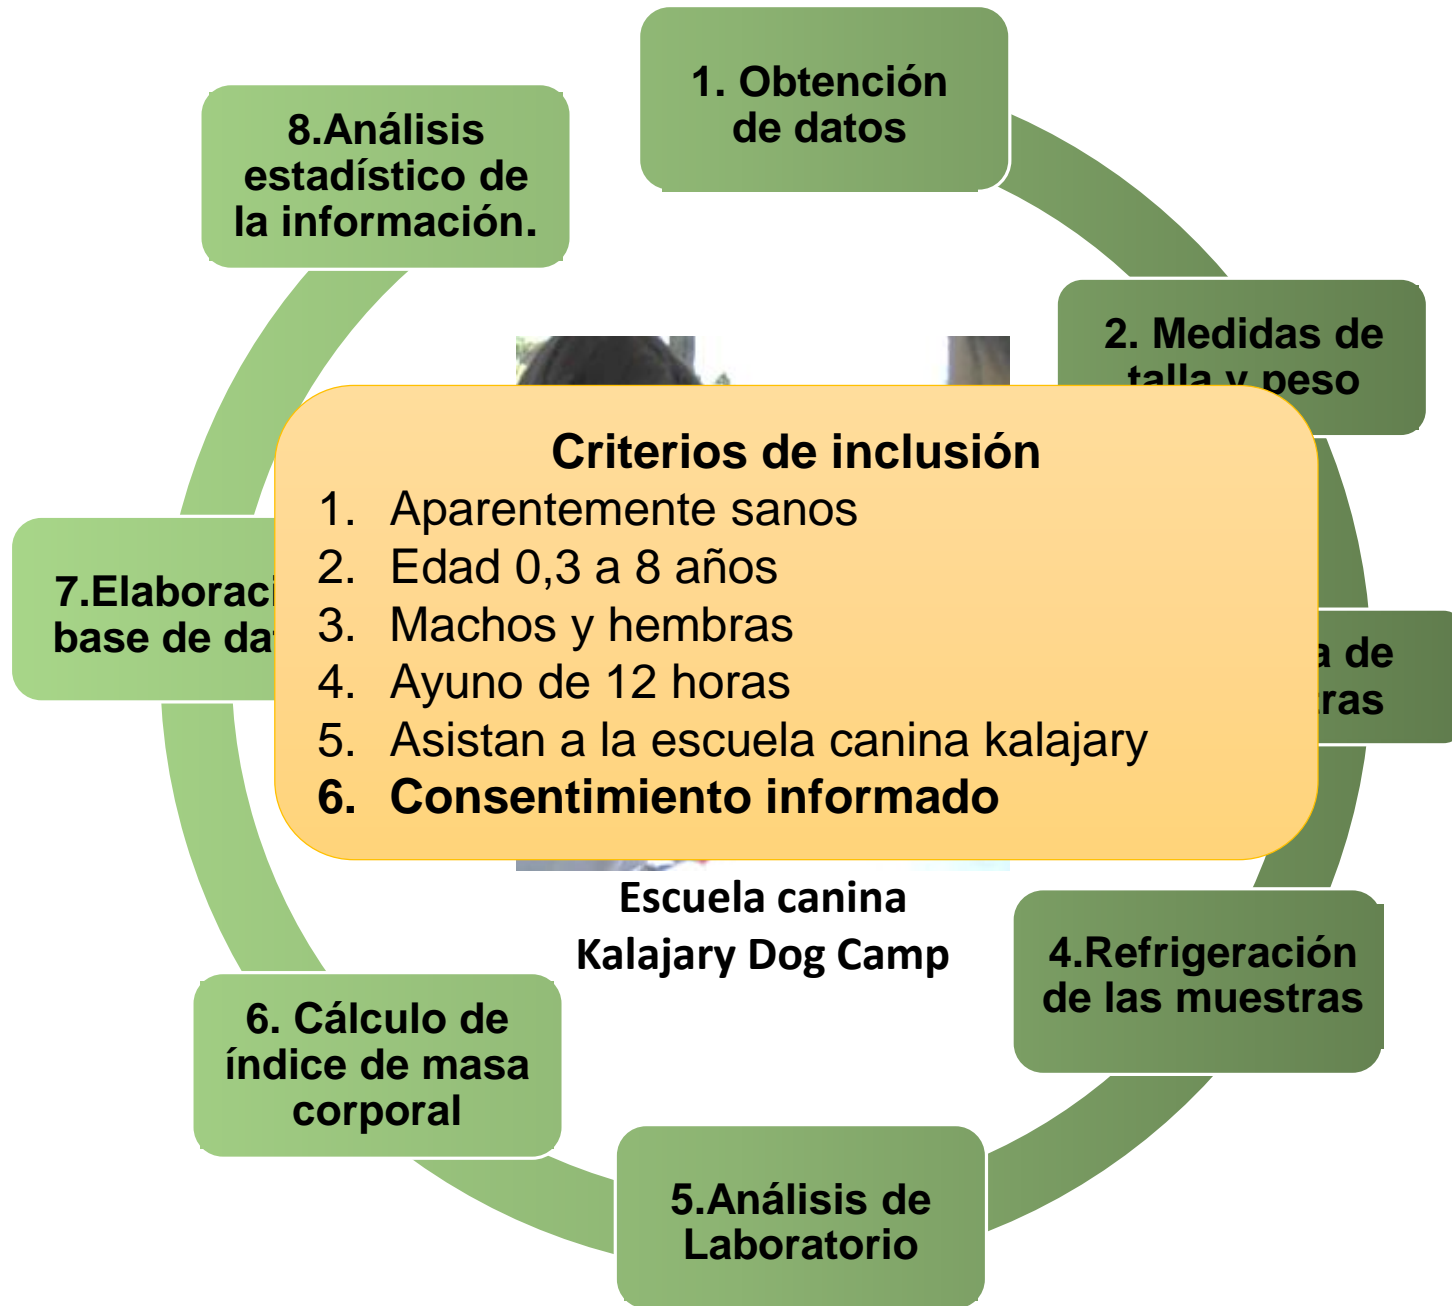 1. Obtención
de datos
2. Medidas de
talla y peso
a de
tras
4.Refrigeración
de las muestras
5.Análisis de
Laboratorio
6. Cálculo de
índice de masa
corporal
7.Elaboraci
base de da
8.Análisis
estadístico de
la información.
Criterios de inclusión
1. Aparentemente sanos
2. Edad 0,3 a 8 años
3. Machos y hembras
4. Ayuno de 12 horas
5. Asistan a la escuela canina kalajary
6. Consentimiento informado
Escuela canina
Kalajary Dog Camp